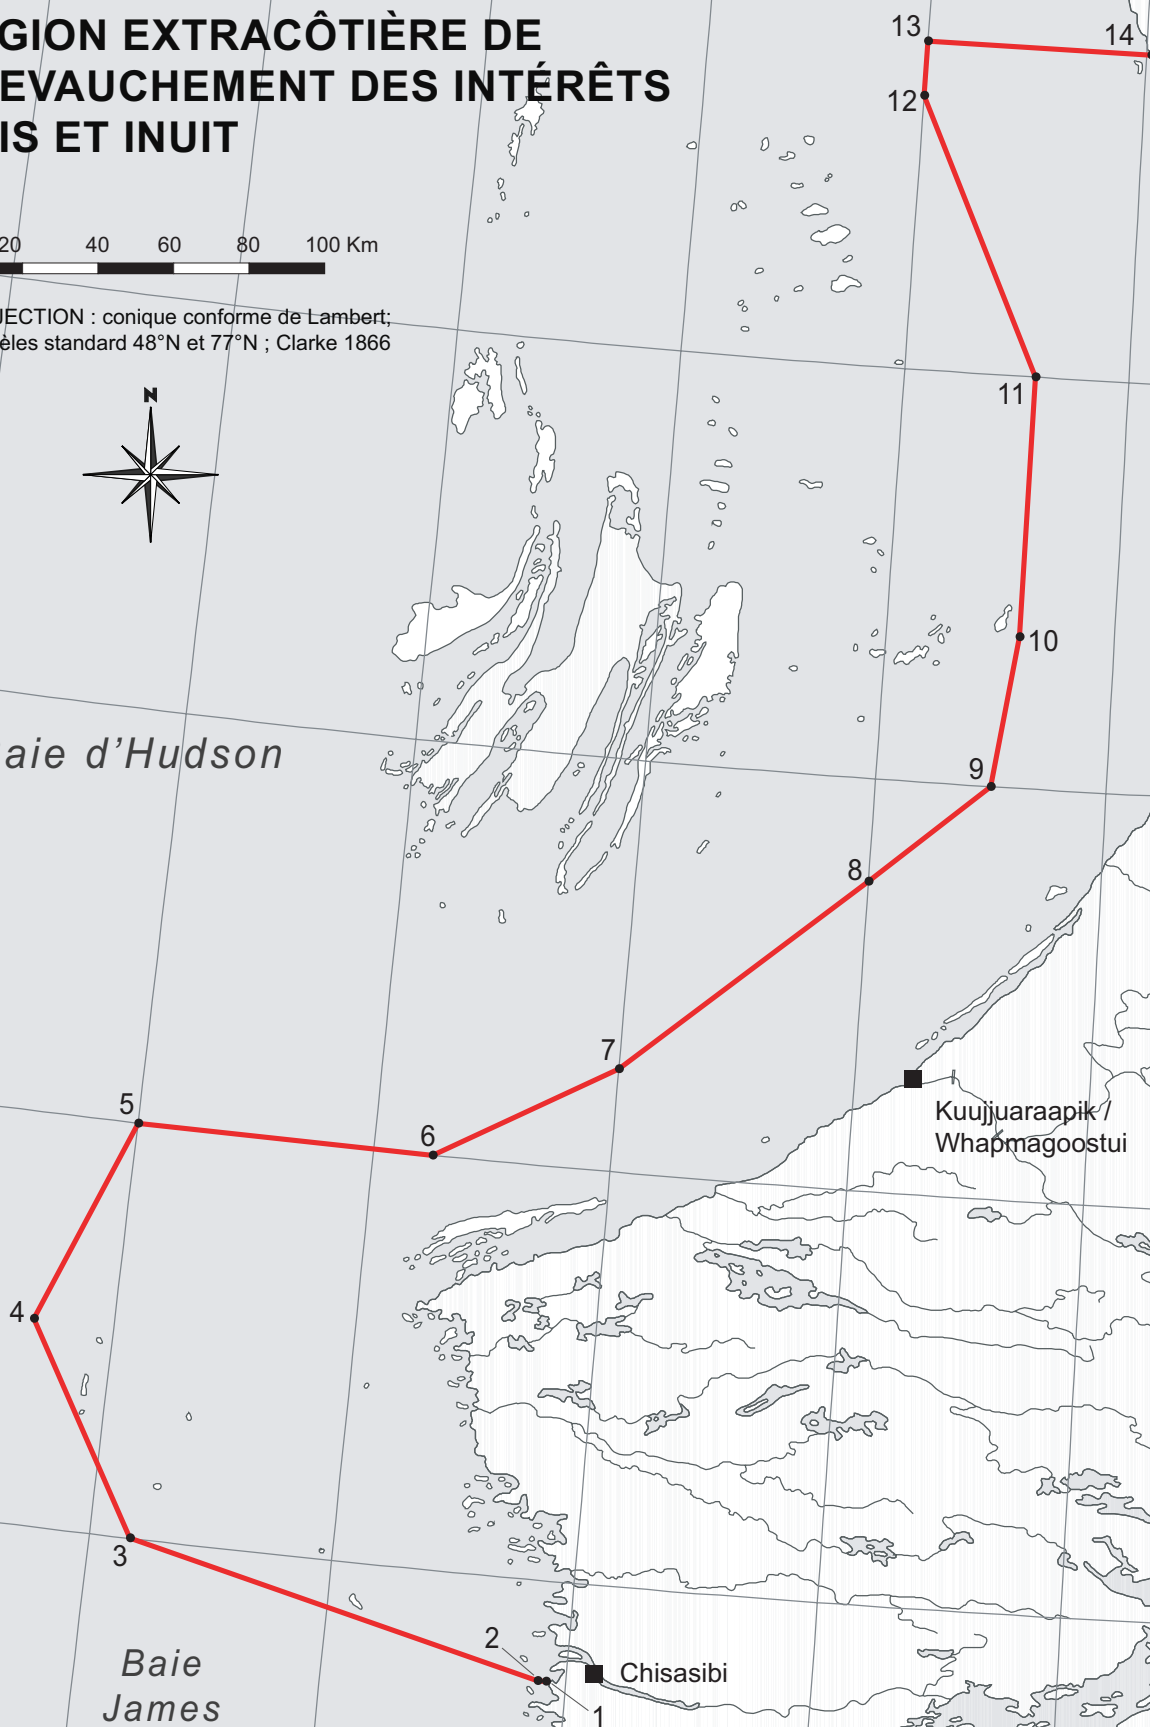 GION EXTRACÔTIÈRE DE
EVAUCHEMENT DES INTÉRÊTS
IS ET INUIT
20 40 60 80 100 Km
JECTION : conique conforme de Lambert;
èles standard 48°N et 77°N ; Clarke 1866
N
13
14
12
11
10
aie d’Hudson
9
8
7
5
6
Kuujjuaraapik /
Whapmagoostui
4
3
2
Baie
James
Chisasibi
1